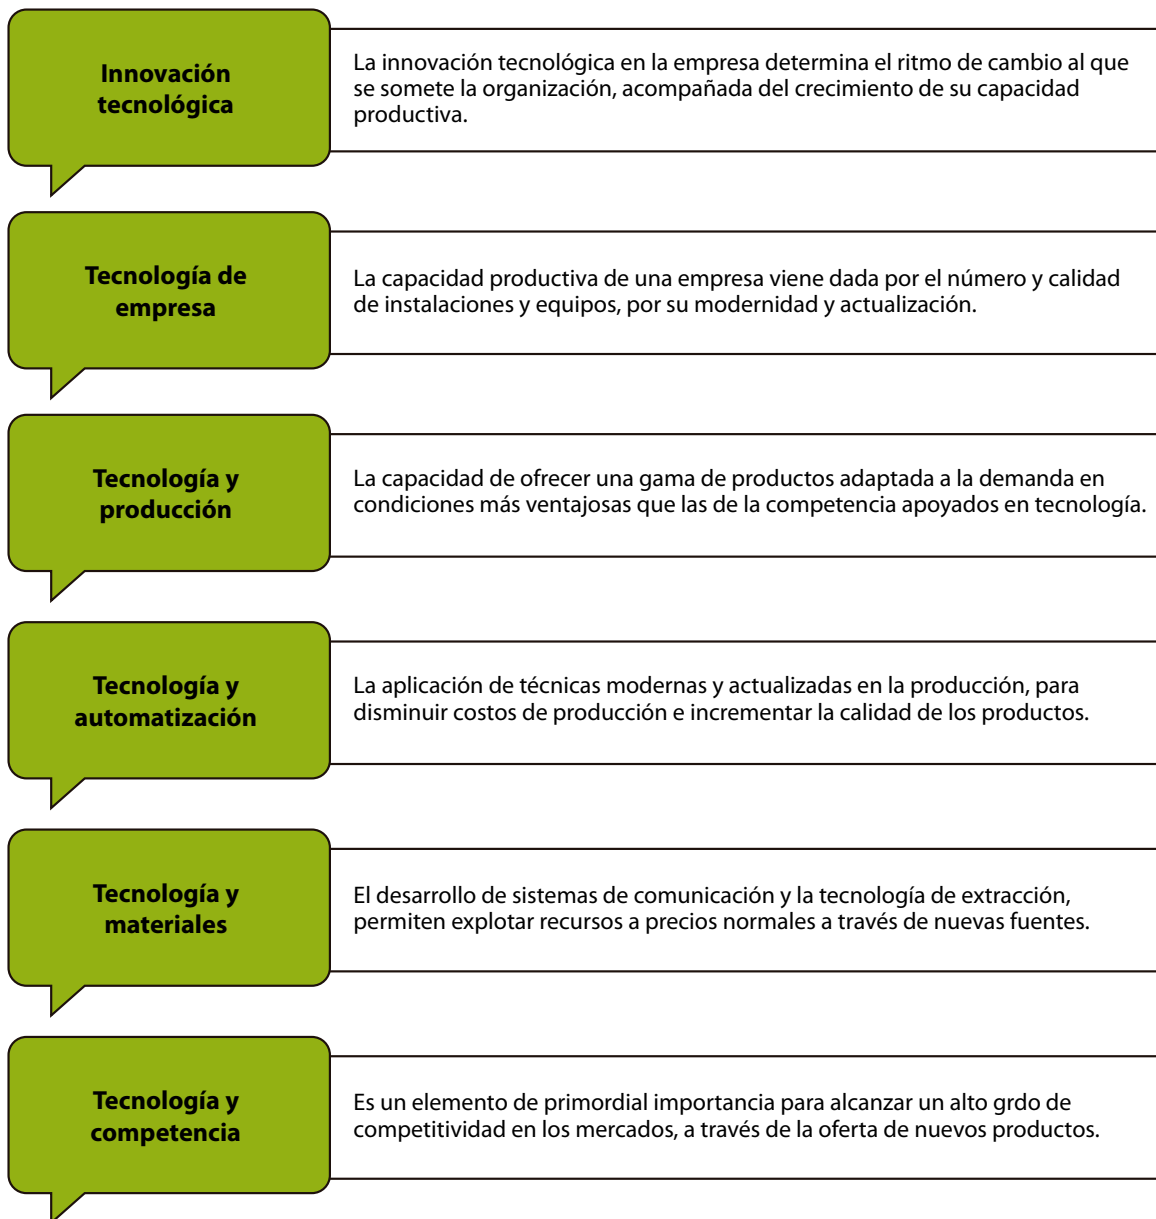 Innovación
tecnológica
La innovación tecnológica en la empresa determina el ritmo de cambio al que
se somete la organización, acompañada del crecimiento de su capacidad
productiva.
Tecnología de
empresa
La capacidad productiva de una empresa viene dada por el número y calidad
de instalaciones y equipos, por su modernidad y actualización.
Tecnología y
producción
La capacidad de ofrecer una gama de productos adaptada a la demanda en
condiciones más ventajosas que las de la competencia apoyados en tecnología.
Tecnología y
automatización
La aplicación de técnicas modernas y actualizadas en la producción, para
disminuir costos de producción e incrementar la calidad de los productos.
Tecnología y
materiales
El desarrollo de sistemas de comunicación y la tecnología de extracción,
permiten explotar recursos a precios normales a través de nuevas fuentes.
Tecnología y
competencia
Es un elemento de primordial importancia para alcanzar un alto grdo de
competitividad en los mercados, a través de la oferta de nuevos productos.